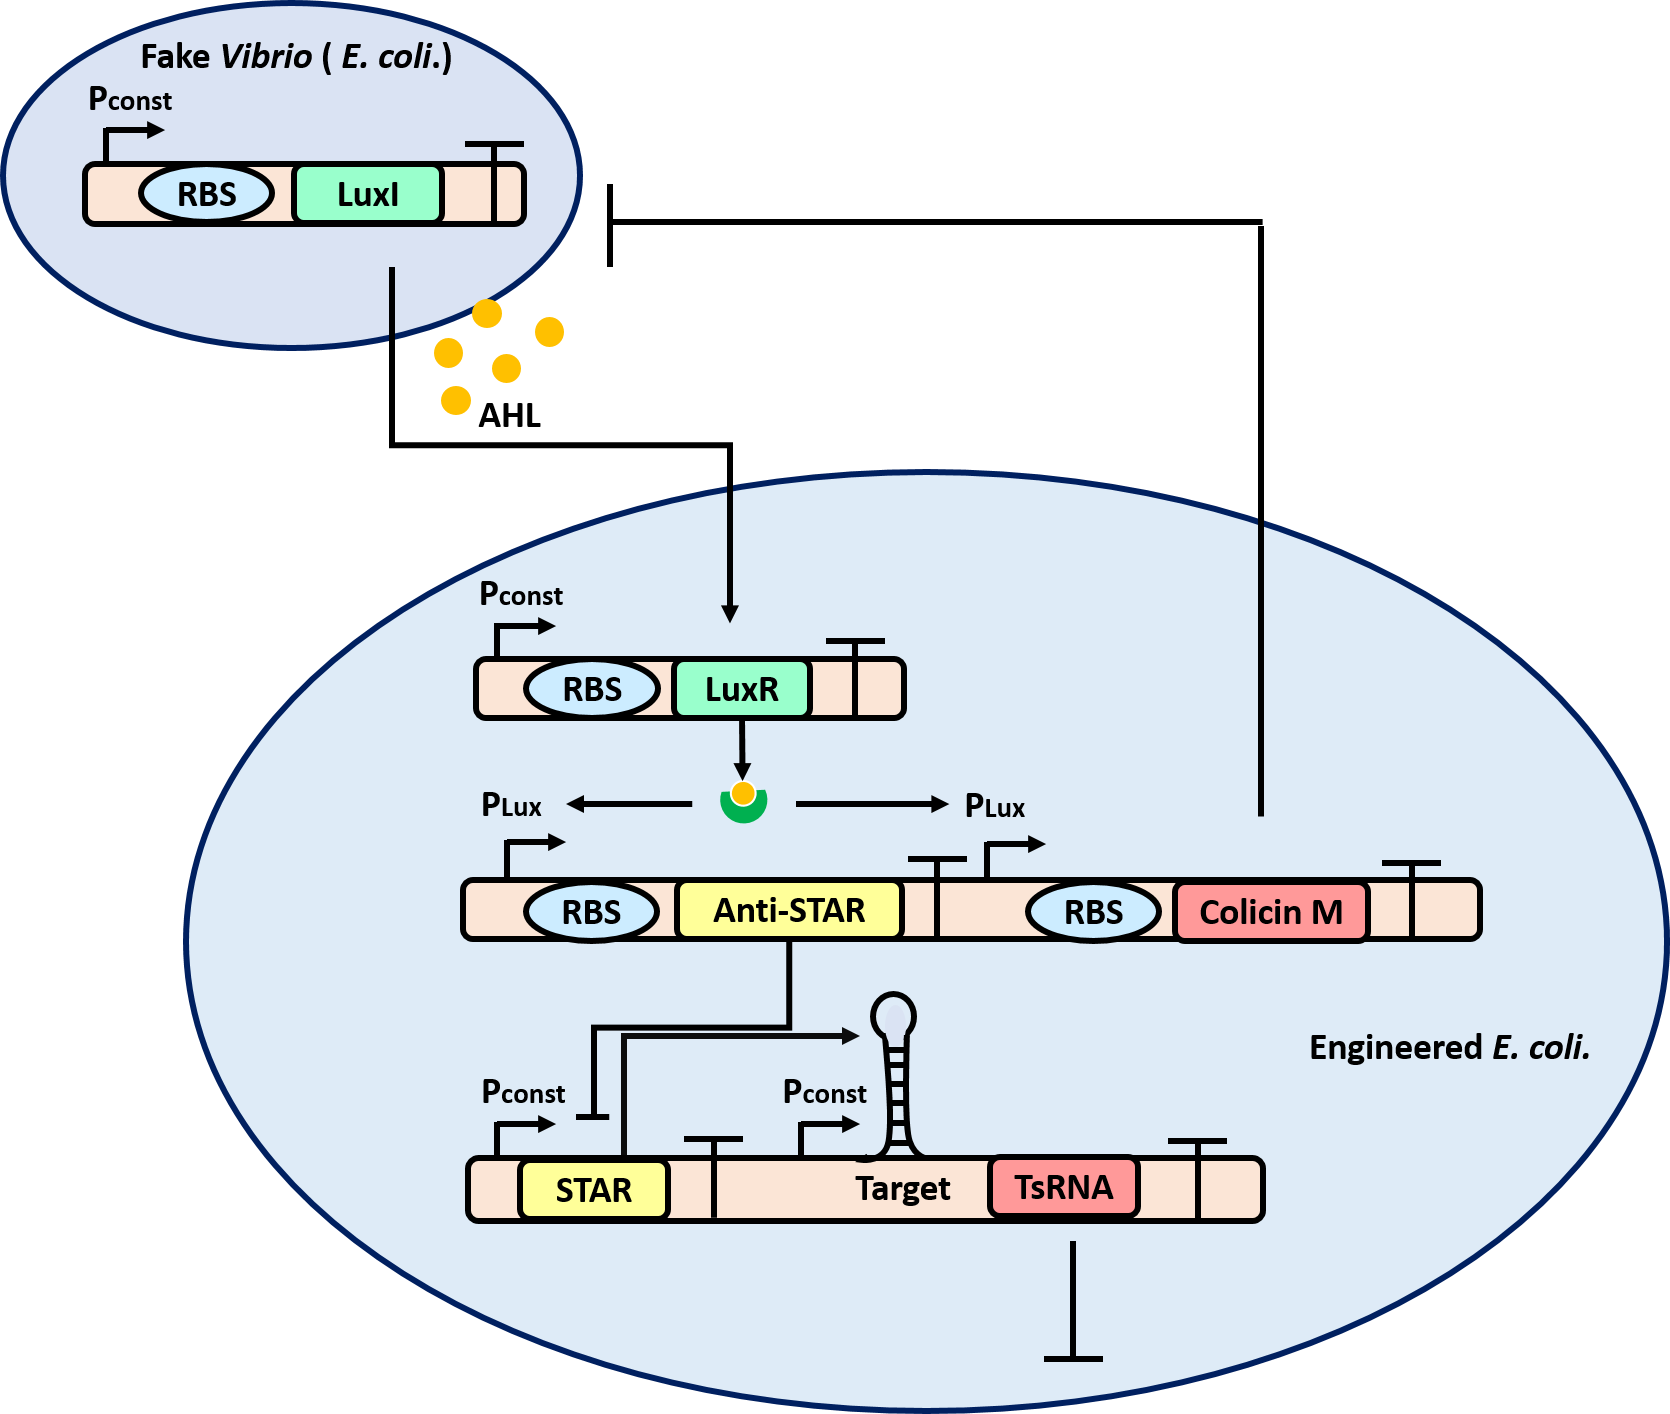 Fake Vibrio ( E. coli.)
Pconst
RBS LuxI
AHL
Pconst
RBS LuxR
PLux PLux
RBS Anti-STAR RBS Colicin M
Engineered E. coli.
Pconst Pconst
STAR Target TsRNA